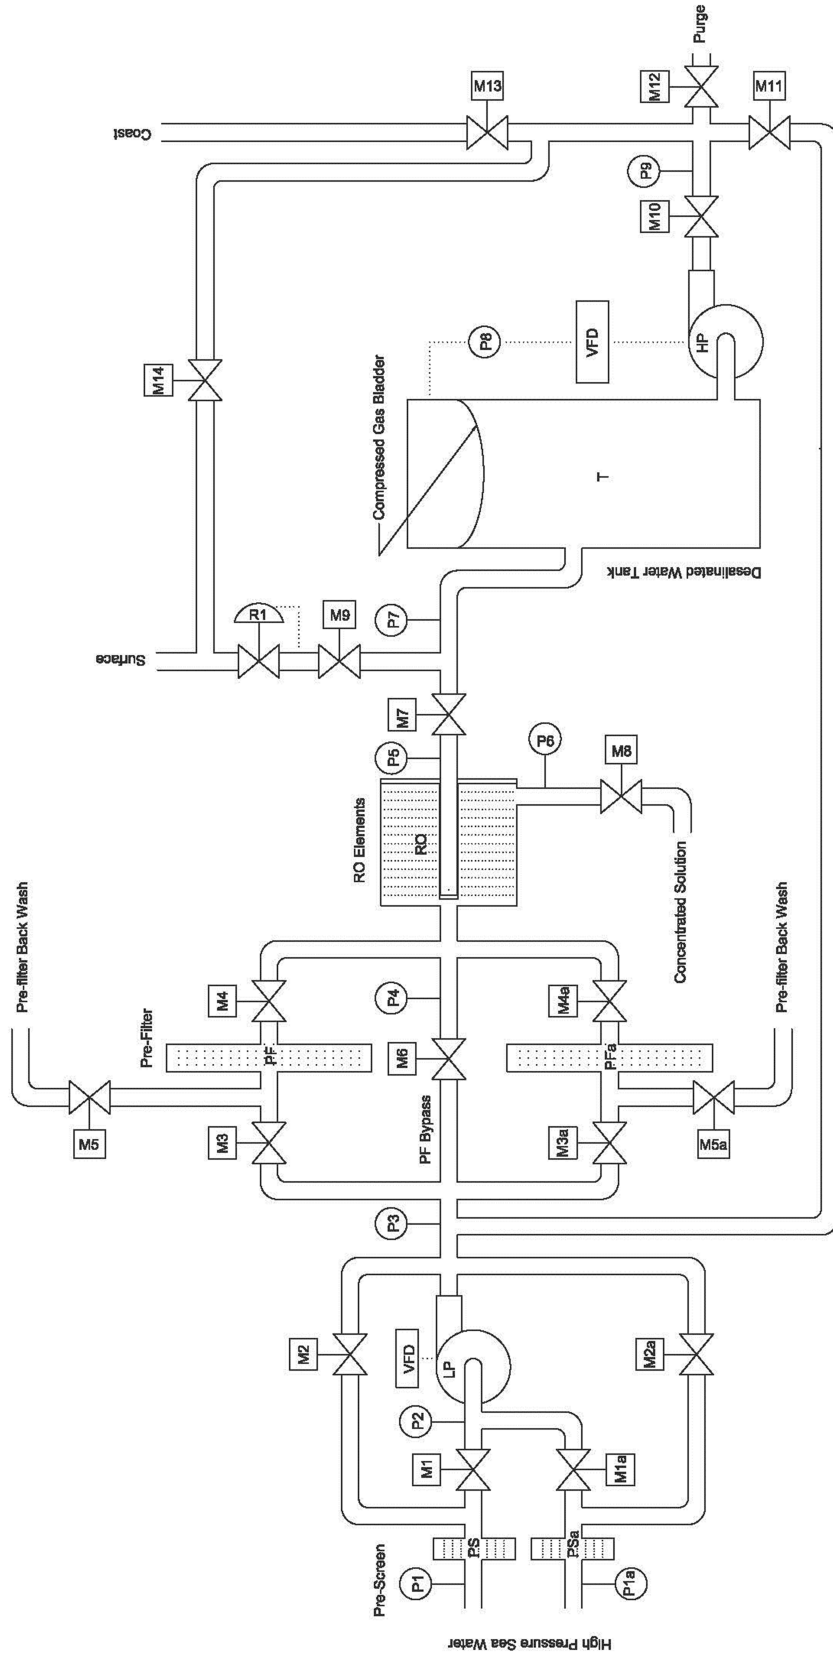 High Pressure Sea Water
Pre-Screen
P1
P1a
PS
PSa
M1
M1a
P2
M2
M2a
VFD
LP
P3
M3
M3a
M5
M5a
Pre-filter Back Wash
Pre-filter Back Wash
PF Bypass
M6
Pre-Filter
PF
PFa
M4
M4a
P4
RO Elements
RO
P5
P6
M8
Concentrated Solution
M7
P7
M9
R1
Surface
M14
Coast
Compressed Gas Bladder
T
Desalinated Water Tank
P8
VFD
HP
M10
P9
M12
Purge
M11
M13